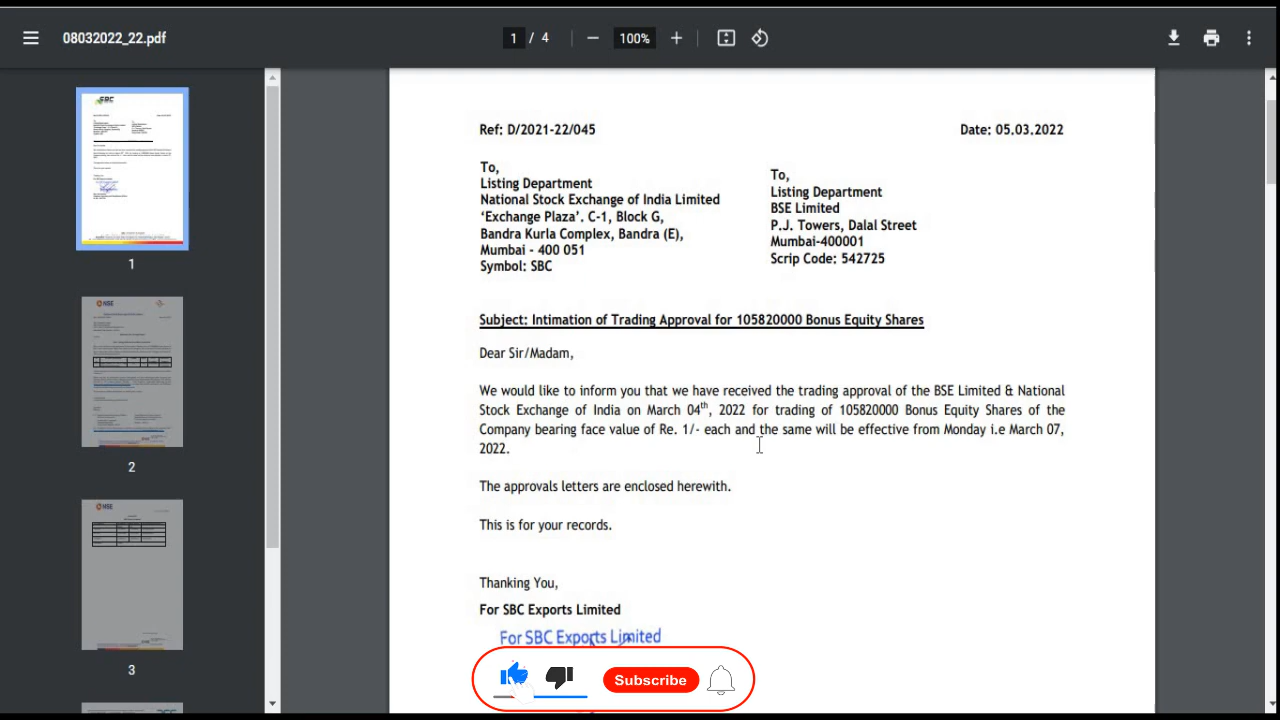 08032022_22.pdf
1 / 4
100%
SBC
1
NSE
2
NSE
3
Ref: D/2021-22/045
Date: 05.03.2022
To,
Listing Department
National Stock Exchange of India Limited
‘Exchange Plaza’. C-1, Block G,
Bandra Kurla Complex, Bandra (E),
Mumbai - 400 051
Symbol: SBC
To,
Listing Department
BSE Limited
P.J. Towers, Dalal Street
Mumbai-400001
Scrip Code: 542725
Subject: Intimation of Trading Approval for 105820000 Bonus Equity Shares
Dear Sir/Madam,
We would like to inform you that we have received the trading approval of the BSE Limited & National
Stock Exchange of India on March 04th, 2022 for trading of 105820000 Bonus Equity Shares of the
Company bearing face value of Re. 1/- each and the same will be effective from Monday i.e March 07,
2022.
The approvals letters are enclosed herewith.
This is for your records.
Thanking You,
For SBC Exports Limited
For SBC Exports Limited
Subscribe